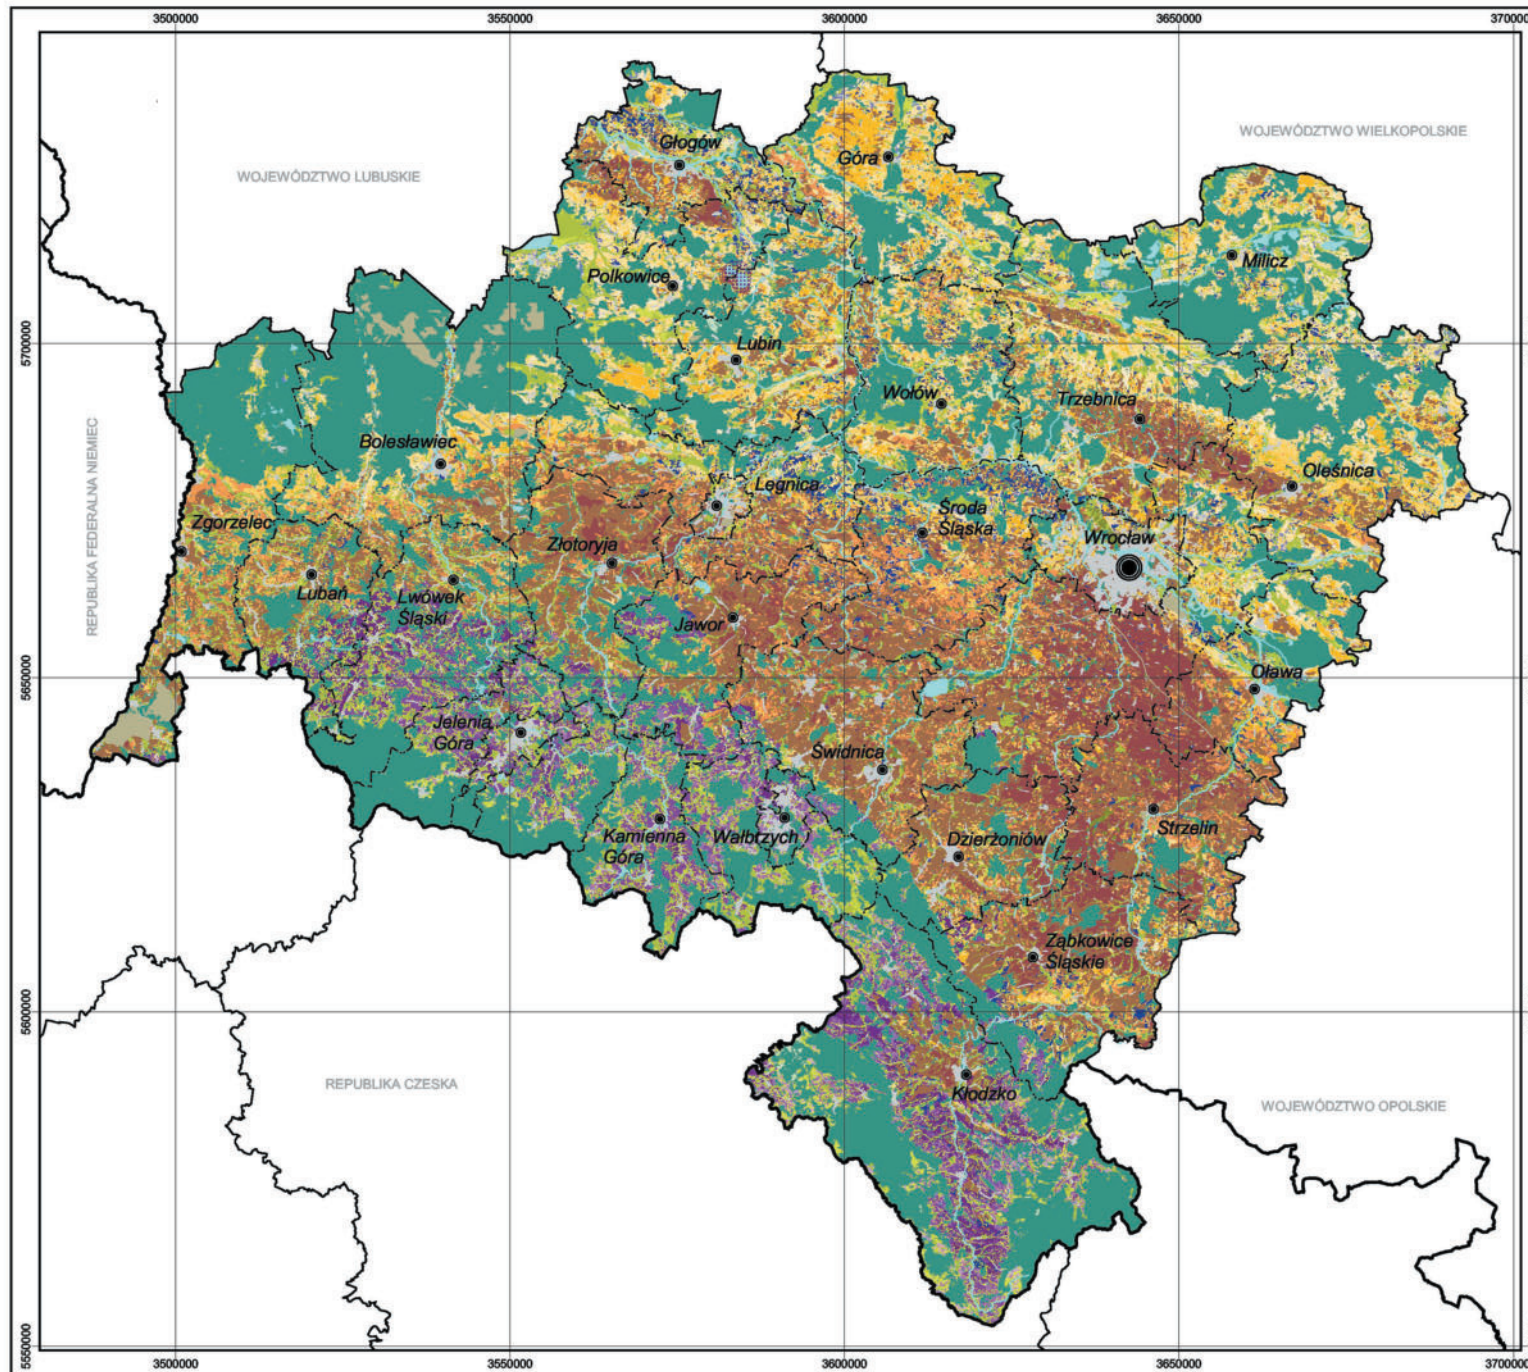 3500000 3550000 3600000 3650000
WOJEWÓDZTWO WIELKOPOLSKIE
Głogów
Góra
WOJEWÓDZTWO LUBUSKIE
Milicz
Polkowice
5700000
Lubin
Wołów
Trzebnica
Bolesławiec
Oleśnica
Legnica
Środa
Śląska
Zgorzelec
Złotoryja
Wrocław
REPUBLIKA FEDERALNA NIEMIEC
Lubań
Lwówek
Śląski
Jawor
5650000
Oława
Jelenia
Góra
Świdnica
Kamienna
Góra
Wałbrzych
Dzierżoniów
Strzelin
Ząbkowice
Śląskie
5600000
REPUBLIKA CZESKA
Kłodzko
WOJEWÓDZTWO OPOLSKIE
5550000
3500000 3550000 3600000 3650000